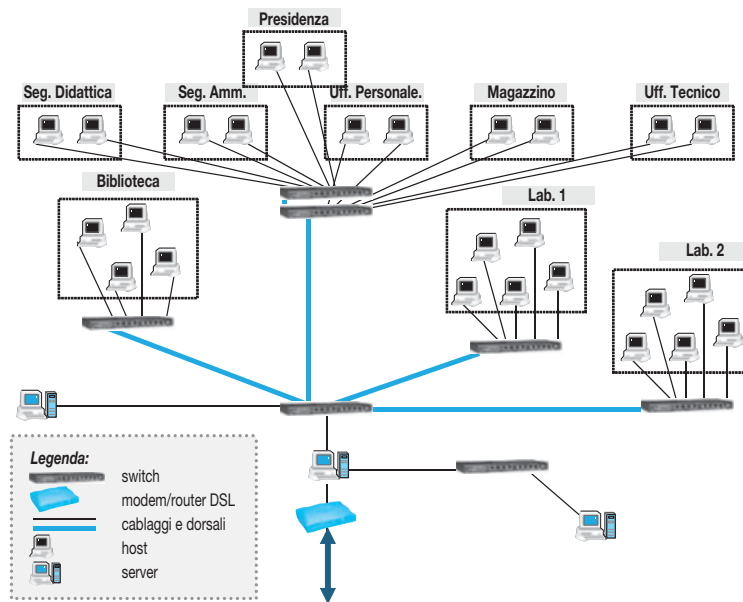 Presidenza
Seg. Didattica
Seg. Amm.
Uff. Personale.
Magazzino
Uff. Tecnico
Biblioteca
Lab. 1
Lab. 2
Legenda:
switch
modem/router DSL
cablaggi e dorsali
host
server